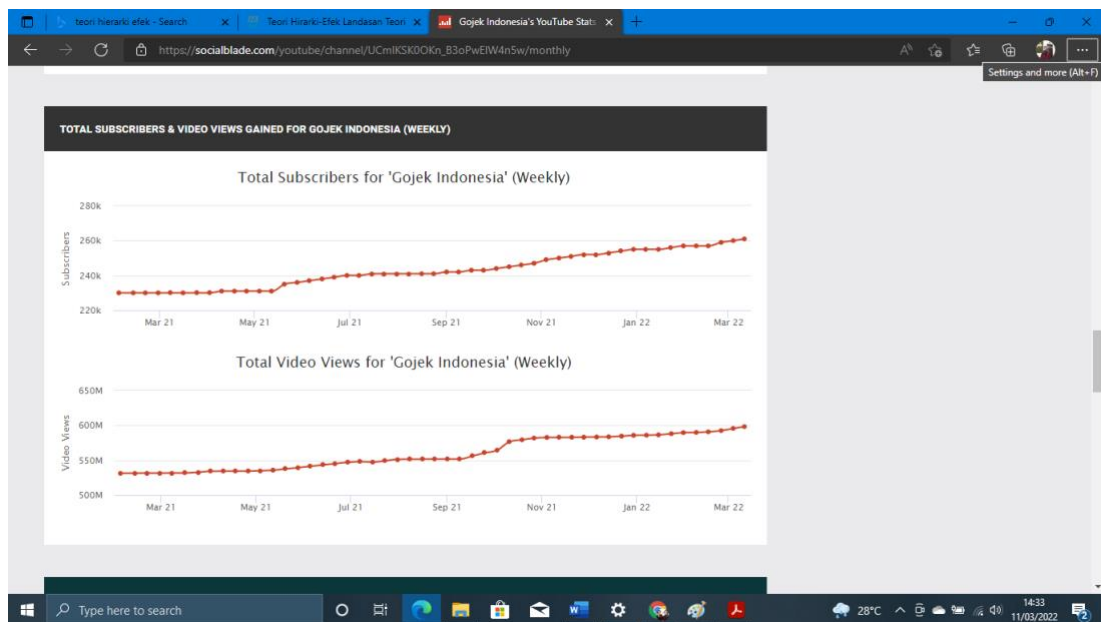 teori hierarki efek - Search
Teori Hirarki-Efek Landasan Teori
Gojek Indonesia's YouTube Stats
https://socialblade.com/youtube/channel/UCmIKSK0OKn_B3oPwElW4n5w/monthly
Settings and more (Alt+F)
TOTAL SUBSCRIBERS & VIDEO VIEWS GAINED FOR GOJEK INDONESIA (WEEKLY)
Total Subscribers for 'Gojek Indonesia' (Weekly)
280k
260k
240k
220k
Subscribers
Mar 21 May 21 Jul 21 Sep 21 Nov 21 Jan 22 Mar 22
Total Video Views for 'Gojek Indonesia' (Weekly)
650M
600M
550M
500M
Video Views
Mar 21 May 21 Jul 21 Sep 21 Nov 21 Jan 22 Mar 22
Type here to search
28°C
14:33
11/03/2022
2